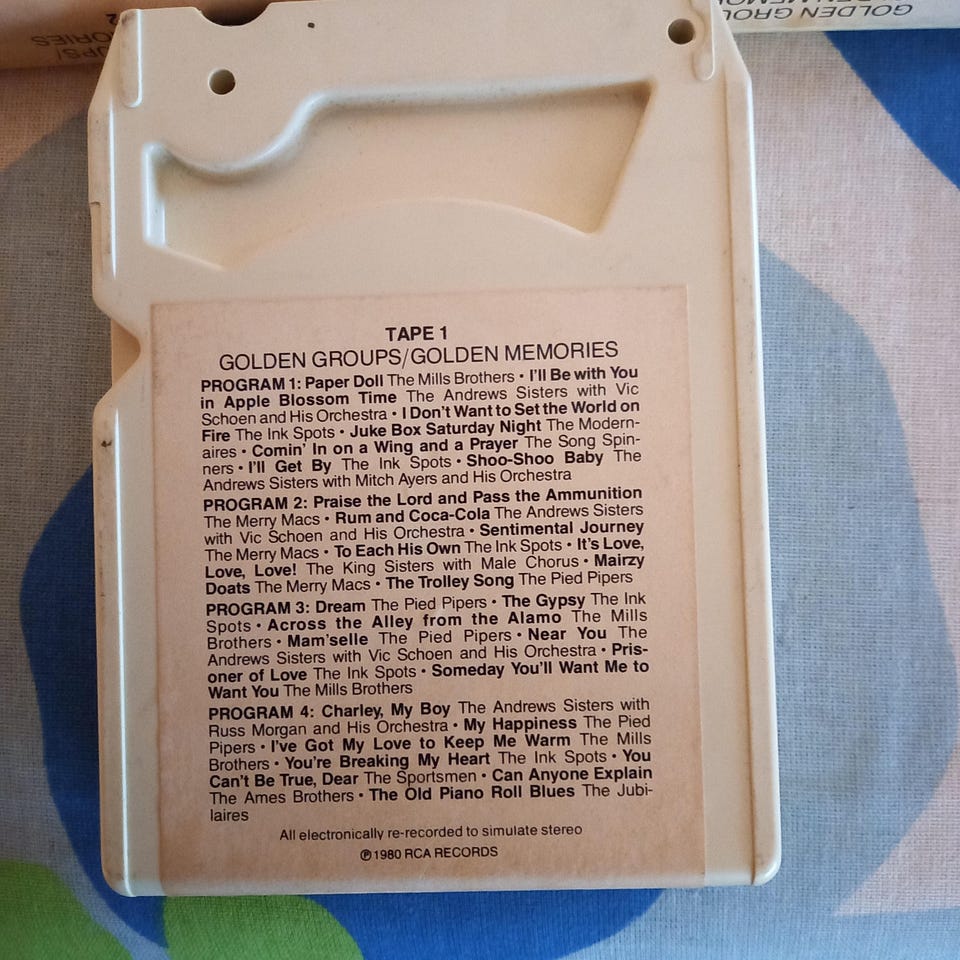 GOLDEN GROU
UPS/
ORIES
2
TAPE 1
GOLDEN GROUPS/GOLDEN MEMORIES
PROGRAM 1: Paper Doll The Mills Brothers • I'll Be with You
in Apple Blossom Time The Andrews Sisters with Vic
Schoen and His Orchestra • I Don't Want to Set the World on
Fire The Ink Spots • Juke Box Saturday Night The Modern-
aires • Comin' In on a Wing and a Prayer The Song Spin-
ners • I'll Get By The Ink Spots • Shoo-Shoo Baby The
Andrews Sisters with Mitch Ayers and His Orchestra
PROGRAM 2: Praise the Lord and Pass the Ammunition
The Merry Macs • Rum and Coca-Cola The Andrews Sisters
with Vic Schoen and His Orchestra • Sentimental Journey
The Merry Macs • To Each His Own The Ink Spots • It's Love,
Love, Love! The King Sisters with Male Chorus • Mairzy
Doats The Merry Macs • The Trolley Song The Pied Pipers
PROGRAM 3: Dream The Pied Pipers • The Gypsy The Ink
Spots • Across the Alley from the Alamo The Mills
Brothers • Mam'selle The Pied Pipers • Near You The
Andrews Sisters with Vic Schoen and His Orchestra • Pris-
oner of Love The Ink Spots • Someday You'll Want Me to
Want You The Mills Brothers
PROGRAM 4: Charley, My Boy The Andrews Sisters with
Russ Morgan and His Orchestra • My Happiness The Pied
Pipers • I've Got My Love to Keep Me Warm The Mills
Brothers • You're Breaking My Heart The Ink Spots • You
Can't Be True, Dear The Sportsmen • Can Anyone Explain
The Ames Brothers • The Old Piano Roll Blues The Jubi-
laires
All electronically re-recorded to simulate stereo
℗ 1980 RCA RECORDS